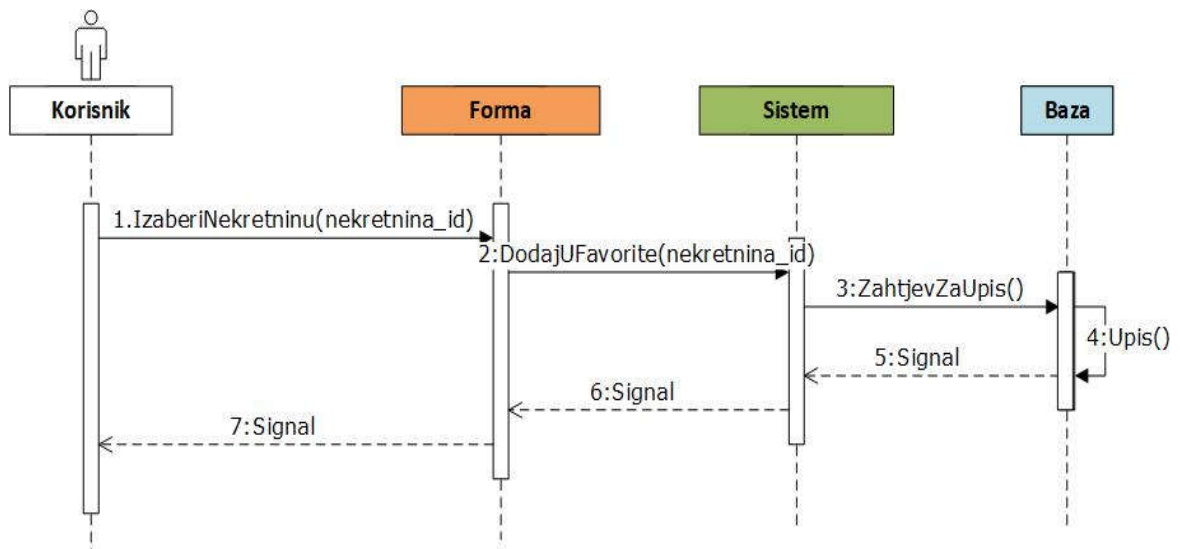 Korisnik
Forma
Sistem
Baza
1.IzaberiNekretninu(nekretnina_id)
2:DodajUFavorite(nekretnina_id)
3:ZahtjevZaUpis()
4:Upis()
5:Signal
6:Signal
7:Signal